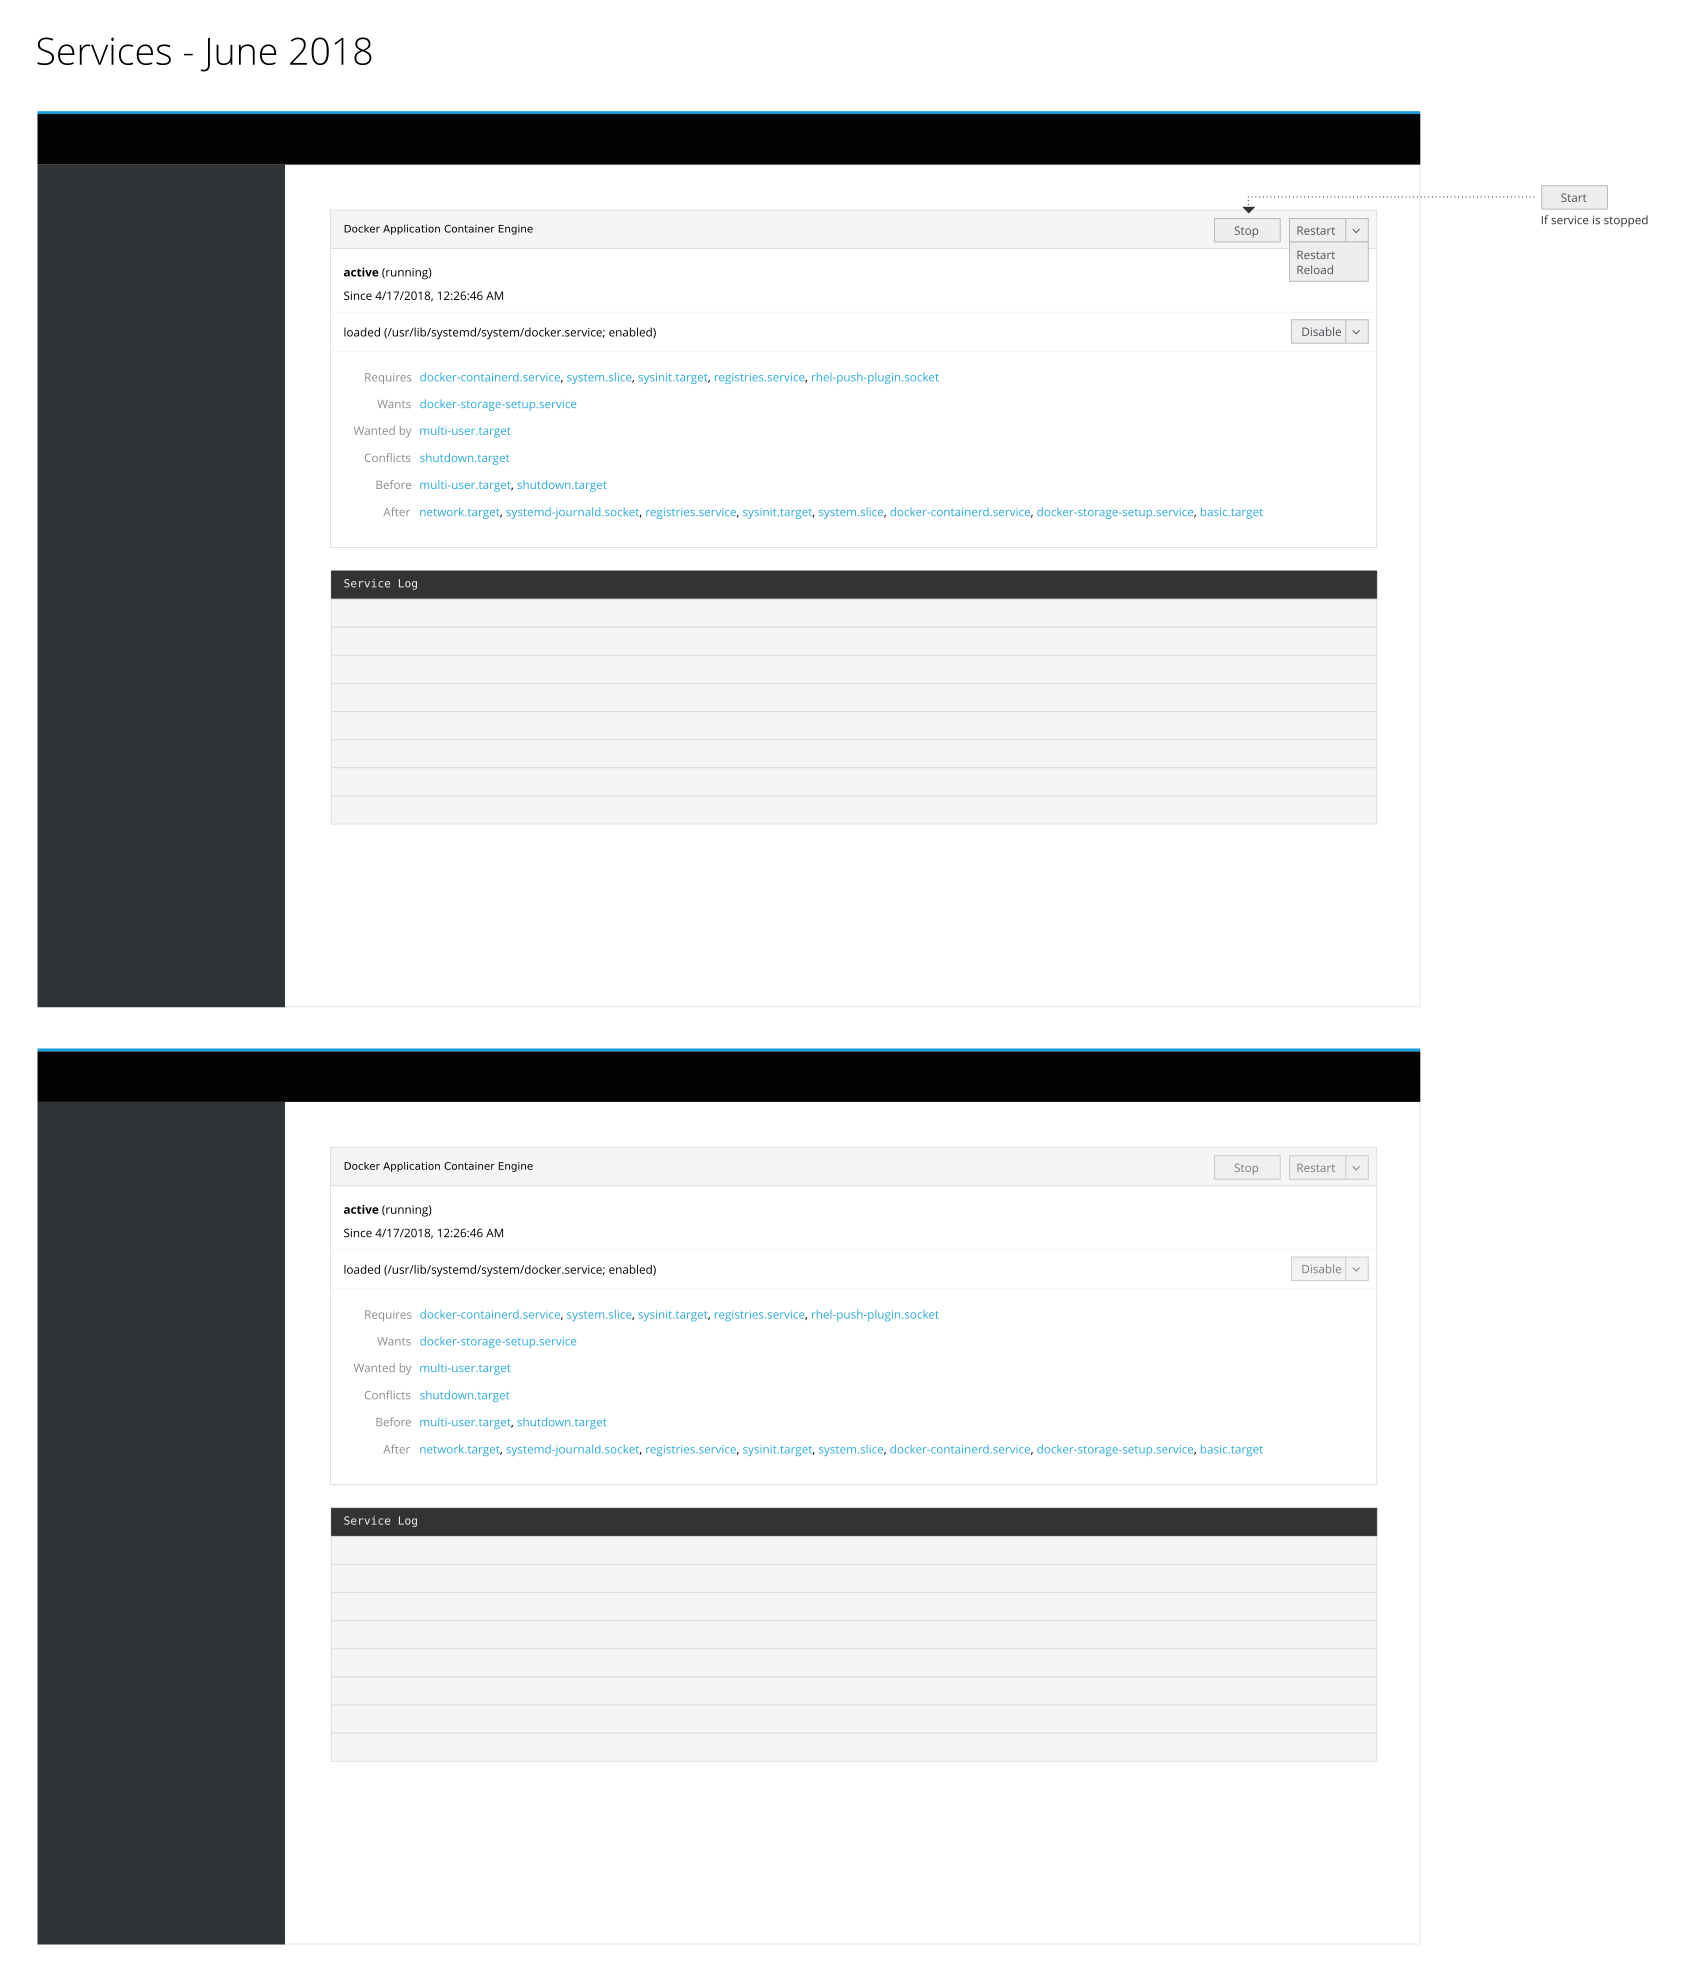 Services - June 2018
Start
If service is stopped
Docker Application Container Engine Stop Restart
Restart
Reload
active (running)
Since 4/17/2018, 12:26:46 AM
loaded (/usr/lib/systemd/system/docker.service; enabled) Disable
Requires docker-containerd.service, system.slice, sysinit.target, registries.service, rhel-push-plugin.socket
Wants docker-storage-setup.service
Wanted by multi-user.target
Conflicts shutdown.target
Before multi-user.target, shutdown.target
After network.target, systemd-journald.socket, registries.service, sysinit.target, system.slice, docker-containerd.service, docker-storage-setup.service, basic.target
Service Log
Docker Application Container Engine Stop Restart
active (running)
Since 4/17/2018, 12:26:46 AM
loaded (/usr/lib/systemd/system/docker.service; enabled) Disable
Requires docker-containerd.service, system.slice, sysinit.target, registries.service, rhel-push-plugin.socket
Wants docker-storage-setup.service
Wanted by multi-user.target
Conflicts shutdown.target
Before multi-user.target, shutdown.target
After network.target, systemd-journald.socket, registries.service, sysinit.target, system.slice, docker-containerd.service, docker-storage-setup.service, basic.target
Service Log